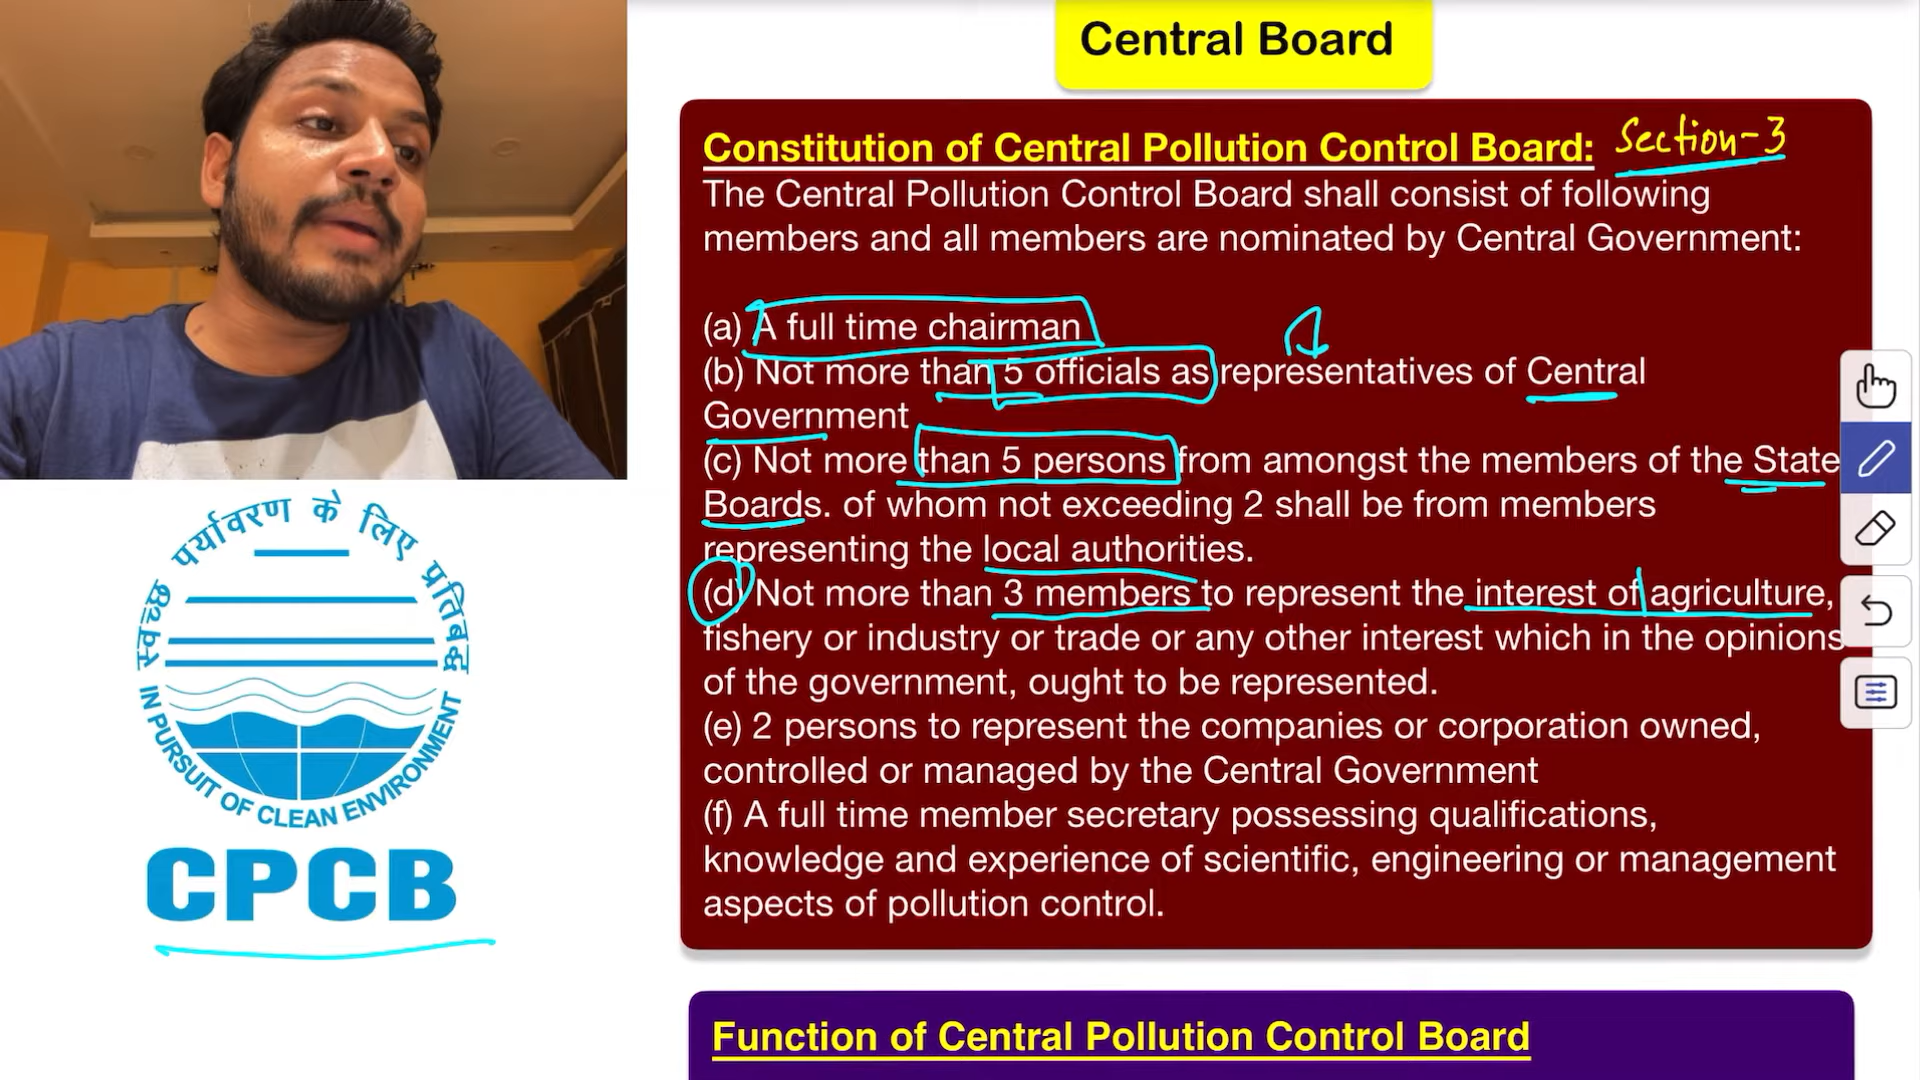 Central Board
Constitution of Central Pollution Control Board: Section-3
The Central Pollution Control Board shall consist of following
members and all members are nominated by Central Government:
(a) A full time chairman
(b) Not more than 5 officials as representatives of Central
Government
(c) Not more than 5 persons from amongst the members of the State
Boards. of whom not exceeding 2 shall be from members
representing the local authorities.
(d) Not more than 3 members to represent the interest of agriculture,
fishery or industry or trade or any other interest which in the opinions
of the government, ought to be represented.
(e) 2 persons to represent the companies or corporation owned,
controlled or managed by the Central Government
(f) A full time member secretary possessing qualifications,
knowledge and experience of scientific, engineering or management
aspects of pollution control.
स्वच्छ पर्यावरण के लिए प्रतिबद्ध
IN PURSUIT OF CLEAN ENVIRONMENT
CPCB
Function of Central Pollution Control Board